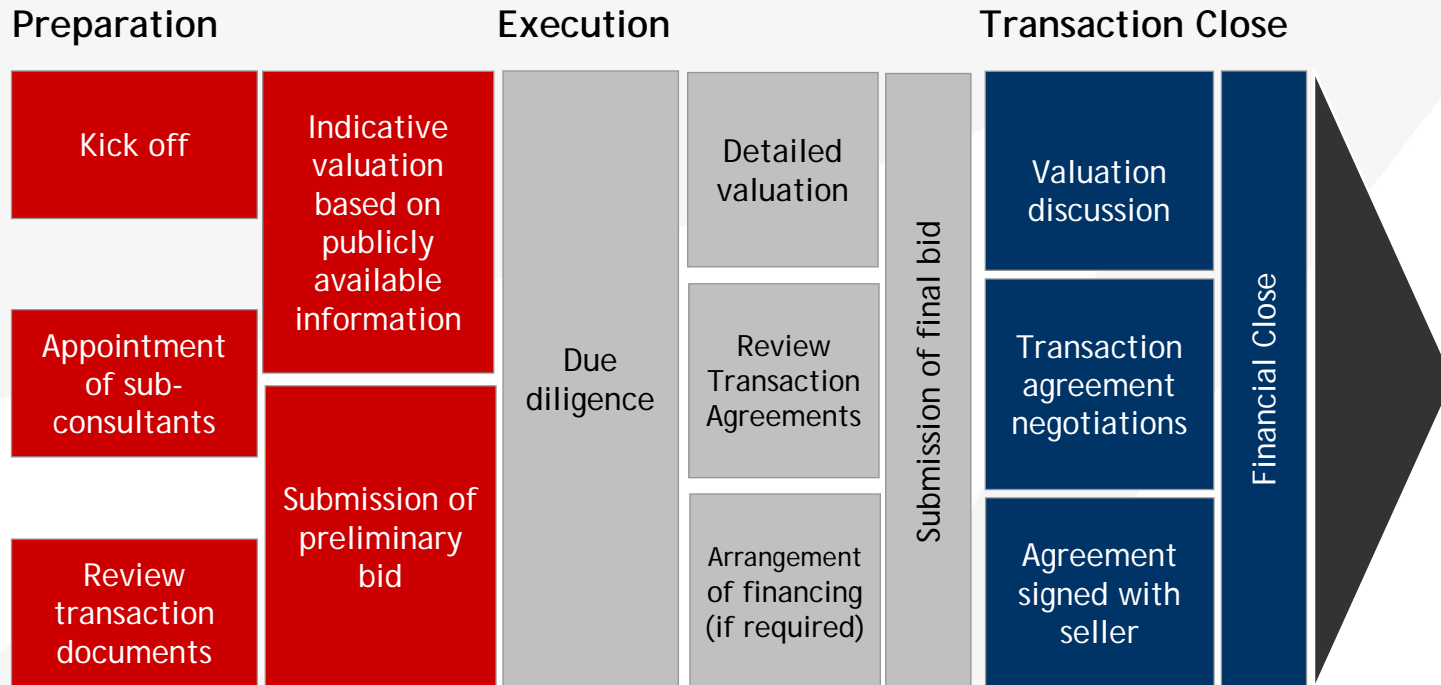 Preparation
Execution
Transaction Close
Kick off
Appointment
of sub-
consultants
Review
transaction
documents
Indicative
valuation
based on
publicly
available
information
Submission of
preliminary
bid
Due
diligence
Detailed
valuation
Review
Transaction
Agreements
Arrangement
of financing
(if required)
Submission of final bid
Valuation
discussion
Transaction
agreement
negotiations
Agreement
signed with
seller
Financial Close